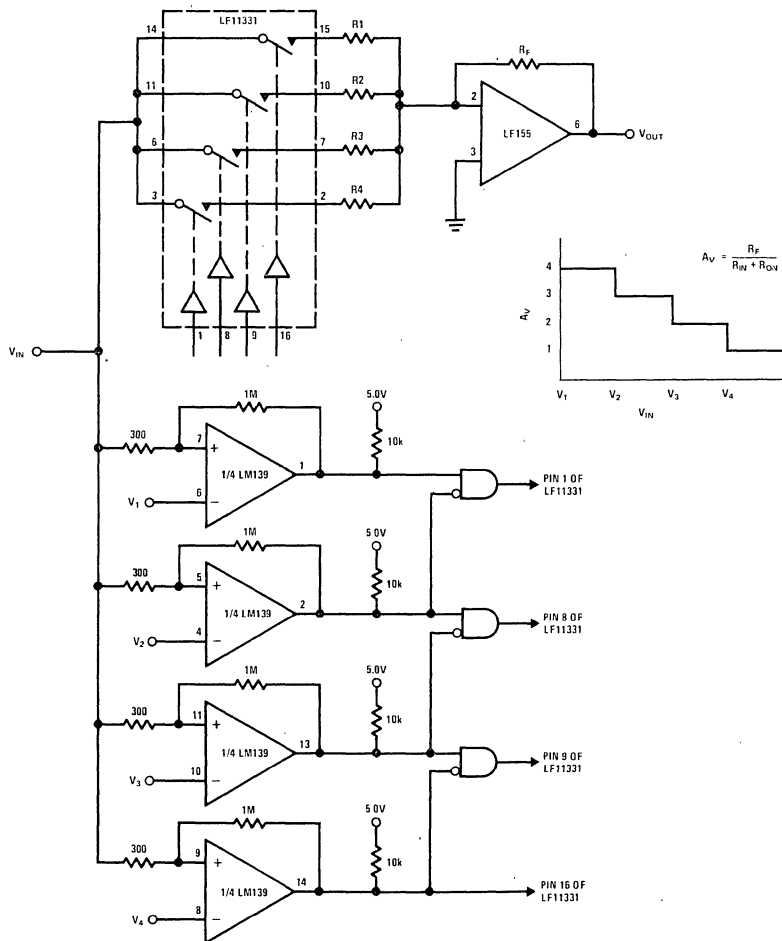 LF11331
14
15
R1
11
10
R2
6
7
R3
3
2
R4
1
8
9
16
RF
2
3
LF155
6
VOUT
VIN
AV = RF / (RIN + RON)
4
3
2
1
AV
V1
V2
V3
V4
VIN
300
1M
7
+
6
−
1/4 LM139
1
V1
5.0V
10k
PIN 1 OF
LF11331
300
1M
5
+
4
−
1/4 LM139
2
V2
5 0V
10k
PIN 8 OF
LF11331
300
1M
11
+
10
−
1/4 LM139
13
V3
5.0V
10k
PIN 9 OF
LF11331
300
1M
9
+
8
−
1/4 LM139
14
V4
5 0V
10k
PIN 16 OF
LF11331